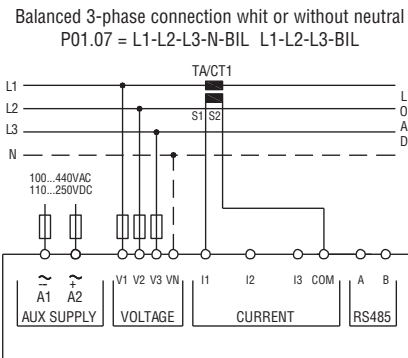 Balanced 3-phase connection whit or without neutral
P01.07 = L1-L2-L3-N-BIL L1-L2-L3-BIL
TA/CT1
L1
L2
S1 S2
L3
N
LOAD
100...440VAC
110...250VDC
~ ~
- +
A1 A2 V1 V2 V3 VN I1 I2 I3 COM A B
AUX SUPPLY VOLTAGE CURRENT RS485